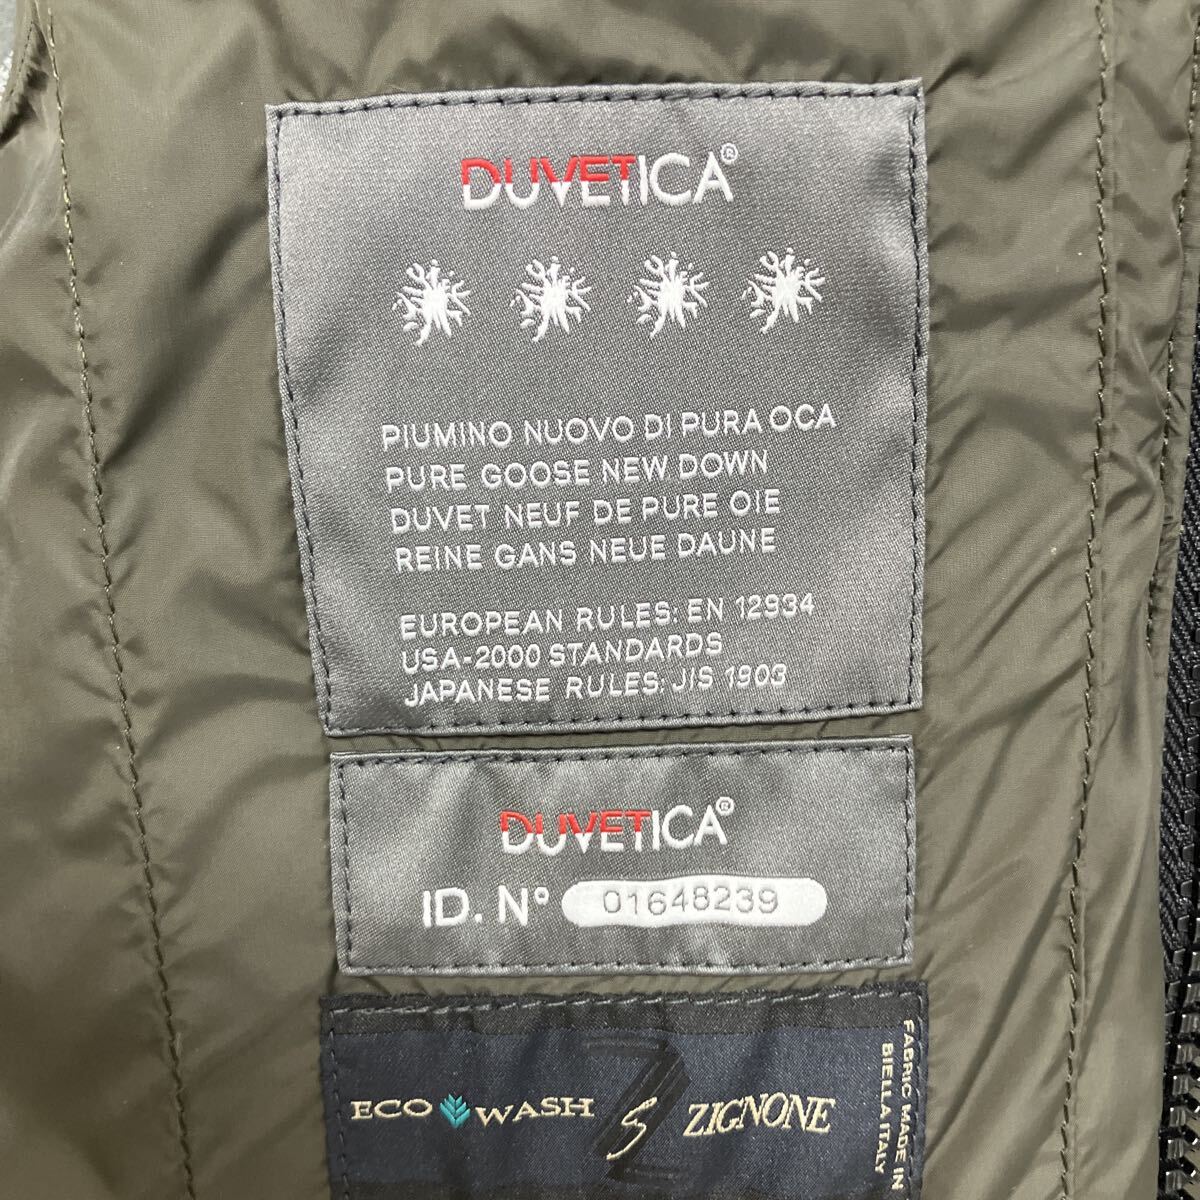 DUVETICA®
PIUMINO NUOVO DI PURA OCA
PURE GOOSE NEW DOWN
DUVET NEUF DE PURE OIE
REINE GANS NEUE DAUNE
EUROPEAN RULES: EN 12934
USA-2000 STANDARDS
JAPANESE RULES: JIS 1903
DUVETICA®
ID. N° 01648239
ECO WASH S ZIGNONE
FABRIC MADE IN
BIELLA ITALY